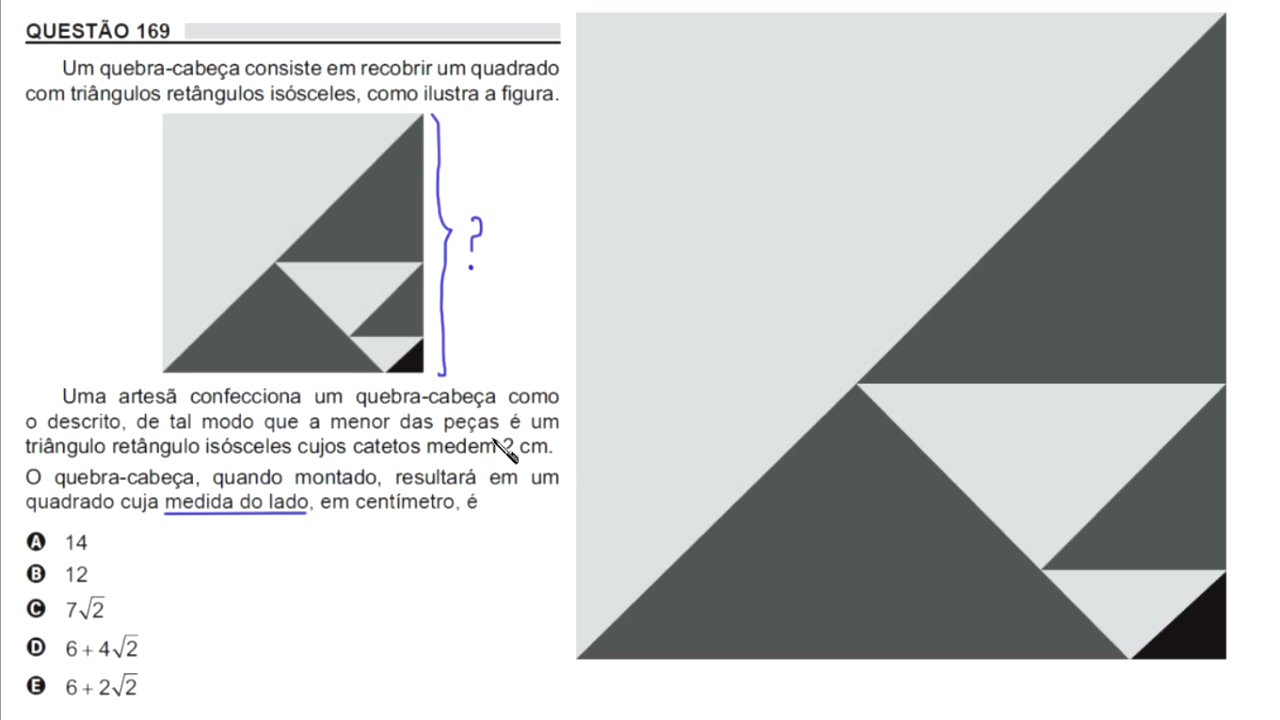 QUESTÃO 169
Um quebra-cabeça consiste em recobrir um quadrado
com triângulos retângulos isósceles, como ilustra a figura.
?
Uma artesã confecciona um quebra-cabeça como
o descrito, de tal modo que a menor das peças é um
triângulo retângulo isósceles cujos catetos medem 2 cm.
O quebra-cabeça, quando montado, resultará em um
quadrado cuja medida do lado, em centímetro, é
A 14
B 12
C 7√2
D 6 + 4√2
E 6 + 2√2